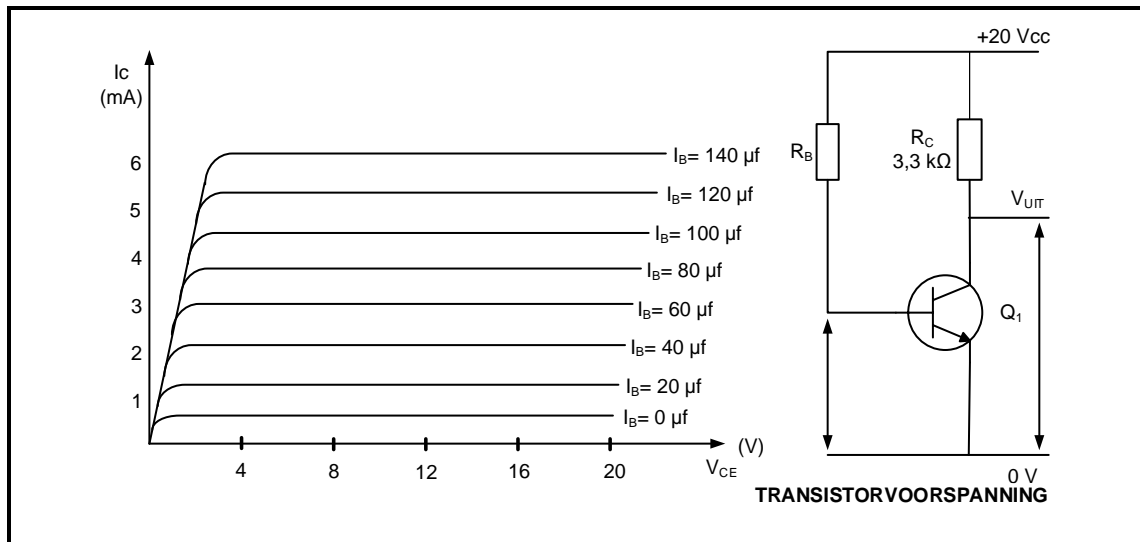 Ic
(mA)
6
5
4
3
2
1
I_B= 140 µf
I_B= 120 µf
I_B= 100 µf
I_B= 80 µf
I_B= 60 µf
I_B= 40 µf
I_B= 20 µf
I_B= 0 µf
4
8
12
16
20
(V)
V_CE
+20 Vcc
R_B
R_C
3,3 kΩ
V_UIT
Q_1
0 V
TRANSISTORVOORSPANNING